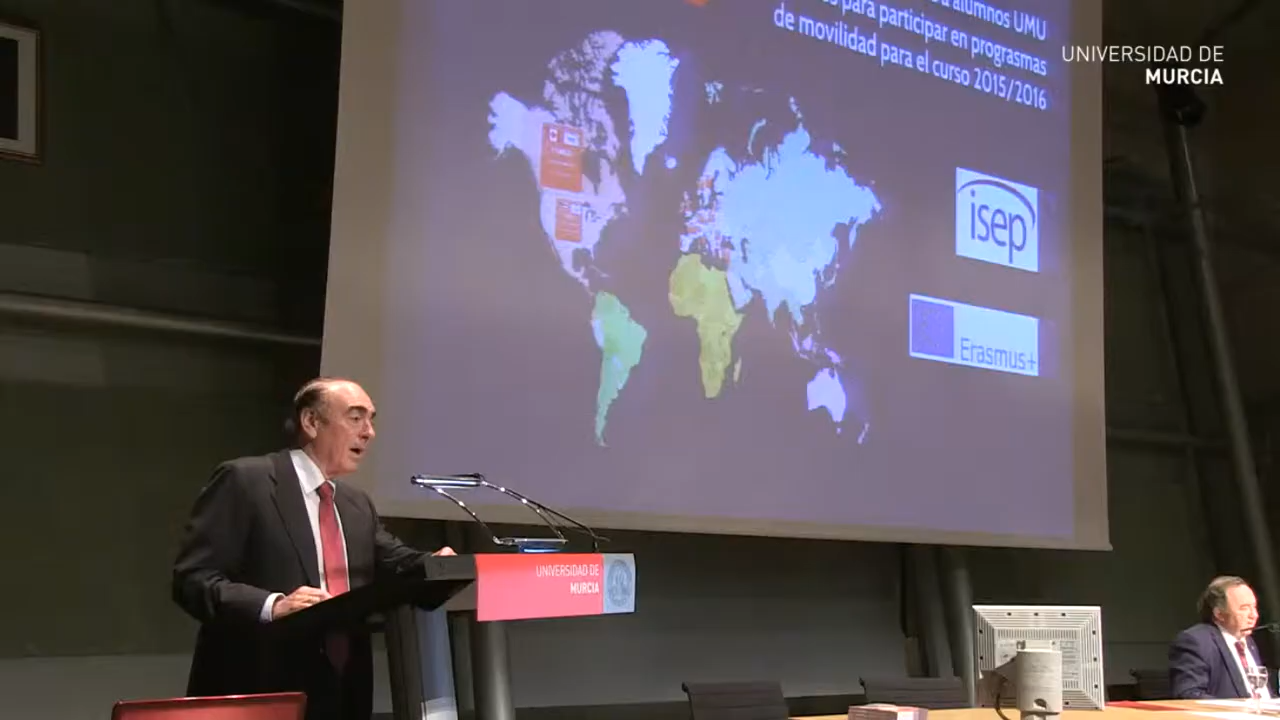 alumnos UMU
para participar en programas
de movilidad para el curso 2015/2016
UNIVERSIDAD DE
MURCIA
isep
Erasmus+
UNIVERSIDAD DE
MURCIA